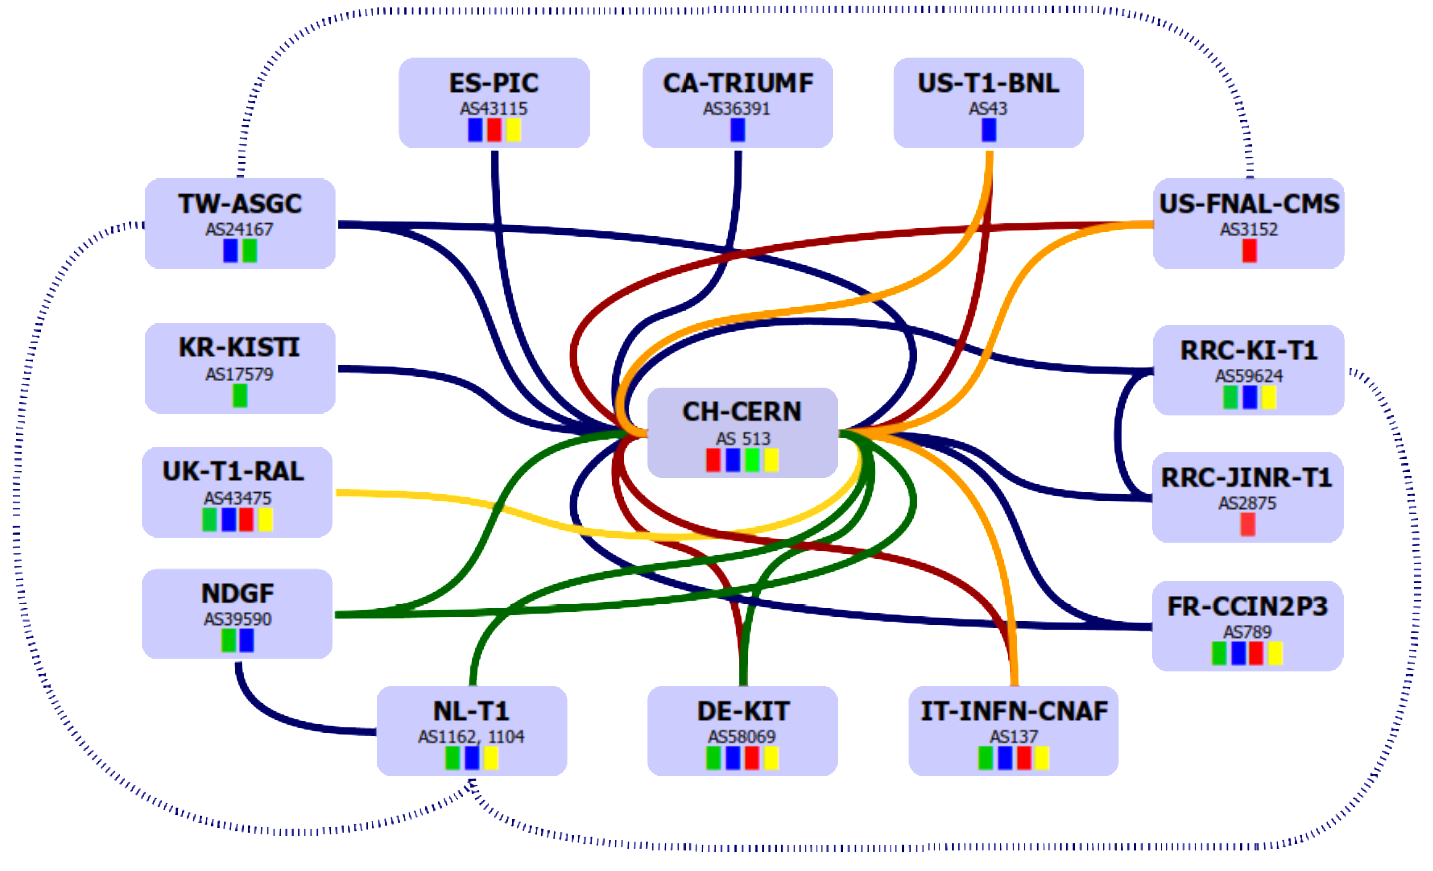 ES-PIC
AS43115
CA-TRIUMF
AS36391
US-T1-BNL
AS43
TW-ASGC
AS24167
US-FNAL-CMS
AS3152
KR-KISTI
AS17579
RRC-KI-T1
AS59624
CH-CERN
AS 513
UK-T1-RAL
AS43475
RRC-JINR-T1
AS2875
NDGF
AS39590
FR-CCIN2P3
AS789
NL-T1
AS1162, 1104
DE-KIT
AS58069
IT-INFN-CNAF
AS137